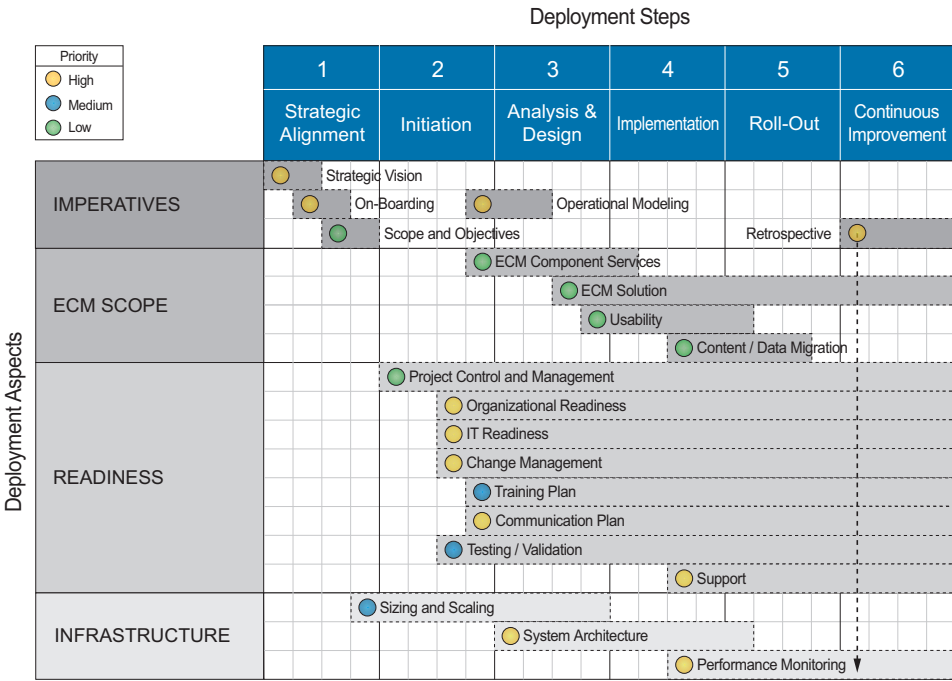 Deployment Steps
Priority
High
Medium
Low
1
2
3
4
5
6
Strategic
Alignment
Initiation
Analysis &
Design
Implementation
Roll-Out
Continuous
Improvement
Deployment Aspects
IMPERATIVES
Strategic Vision
On-Boarding
Operational Modeling
Scope and Objectives
Retrospective
ECM SCOPE
ECM Component Services
ECM Solution
Usability
Content / Data Migration
READINESS
Project Control and Management
Organizational Readiness
IT Readiness
Change Management
Training Plan
Communication Plan
Testing / Validation
Support
INFRASTRUCTURE
Sizing and Scaling
System Architecture
Performance Monitoring